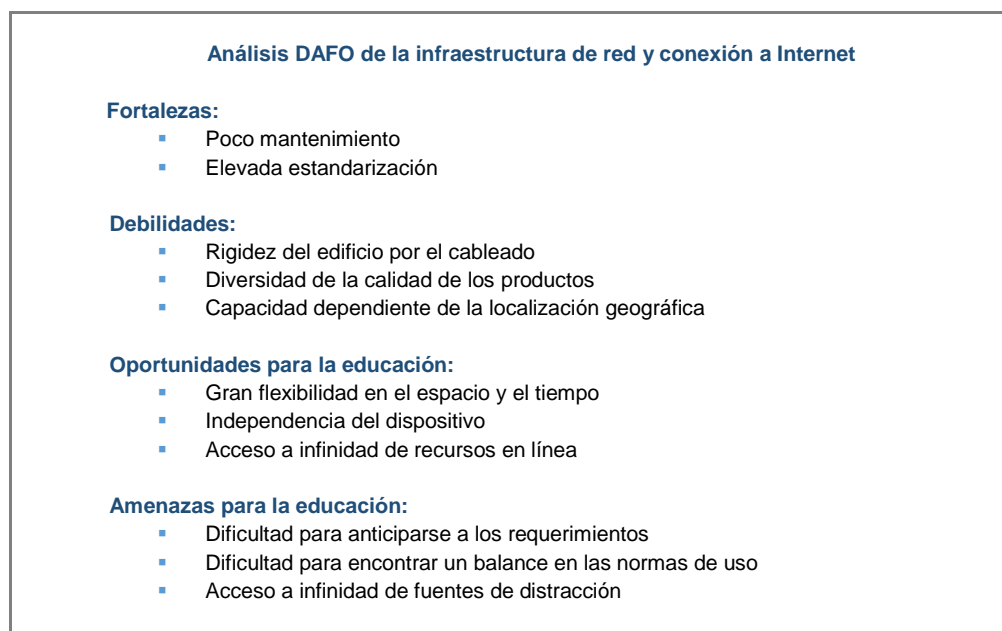 Análisis DAFO de la infraestructura de red y conexión a Internet
Fortalezas:
▪ Poco mantenimiento
▪ Elevada estandarización
Debilidades:
▪ Rigidez del edificio por el cableado
▪ Diversidad de la calidad de los productos
▪ Capacidad dependiente de la localización geográfica
Oportunidades para la educación:
▪ Gran flexibilidad en el espacio y el tiempo
▪ Independencia del dispositivo
▪ Acceso a infinidad de recursos en línea
Amenazas para la educación:
▪ Dificultad para anticiparse a los requerimientos
▪ Dificultad para encontrar un balance en las normas de uso
▪ Acceso a infinidad de fuentes de distracción